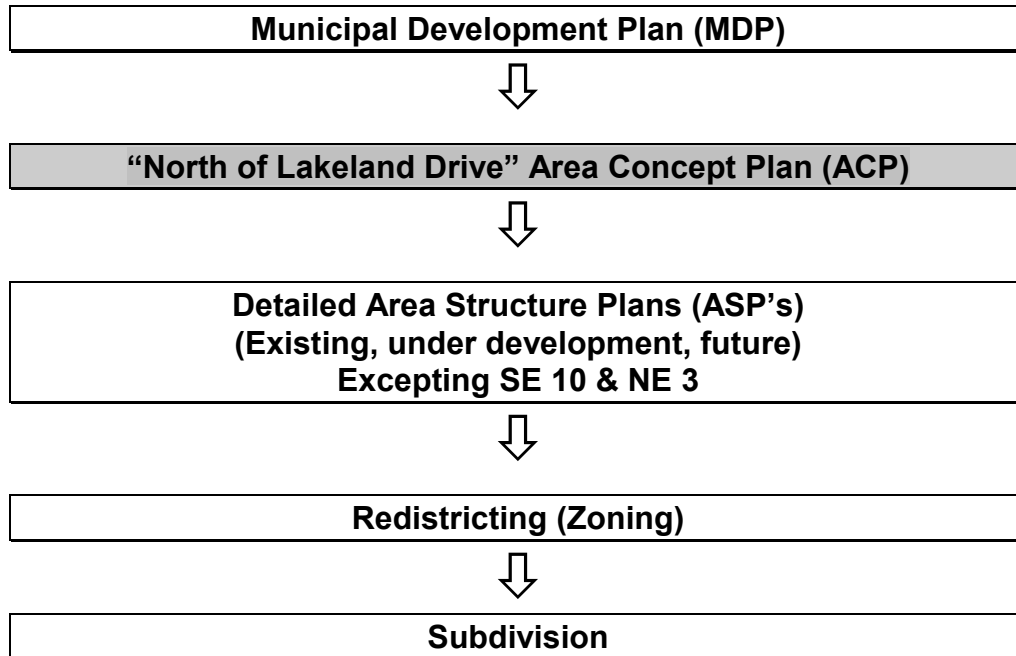 Municipal Development Plan (MDP)
“North of Lakeland Drive” Area Concept Plan (ACP)
Detailed Area Structure Plans (ASP’s)
(Existing, under development, future)
Excepting SE 10 & NE 3
Redistricting (Zoning)
Subdivision